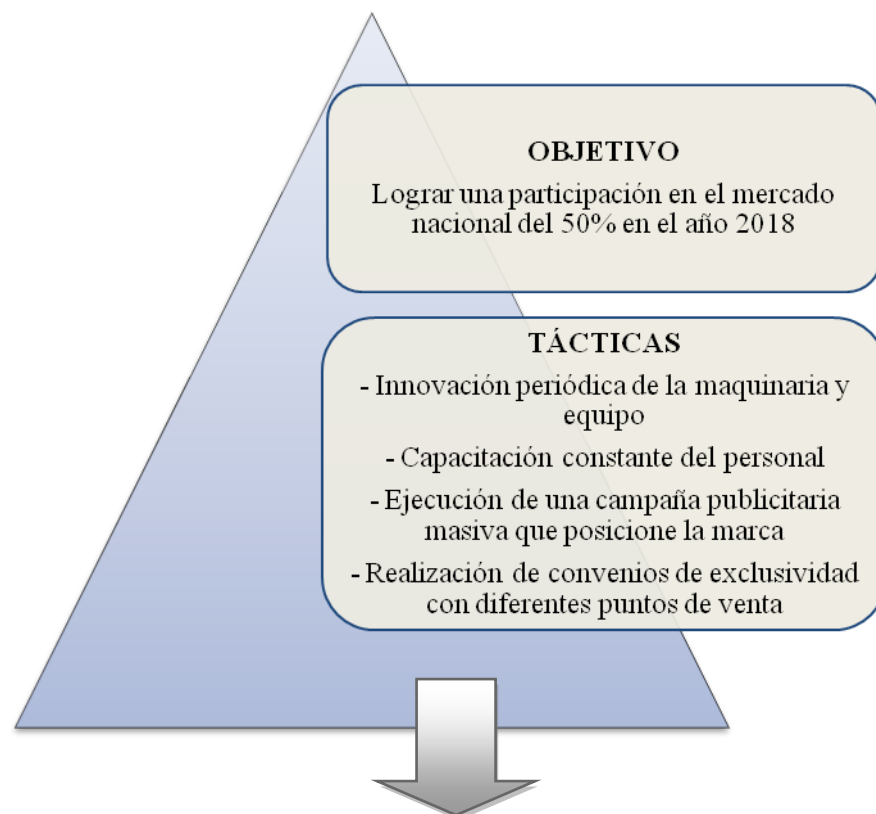 OBJETIVO
Lograr una participación en el mercado
nacional del 50% en el año 2018
TÁCTICAS
- Innovación periódica de la maquinaria y
equipo
- Capacitación constante del personal
- Ejecución de una campaña publicitaria
masiva que posicione la marca
- Realización de convenios de exclusividad
con diferentes puntos de venta